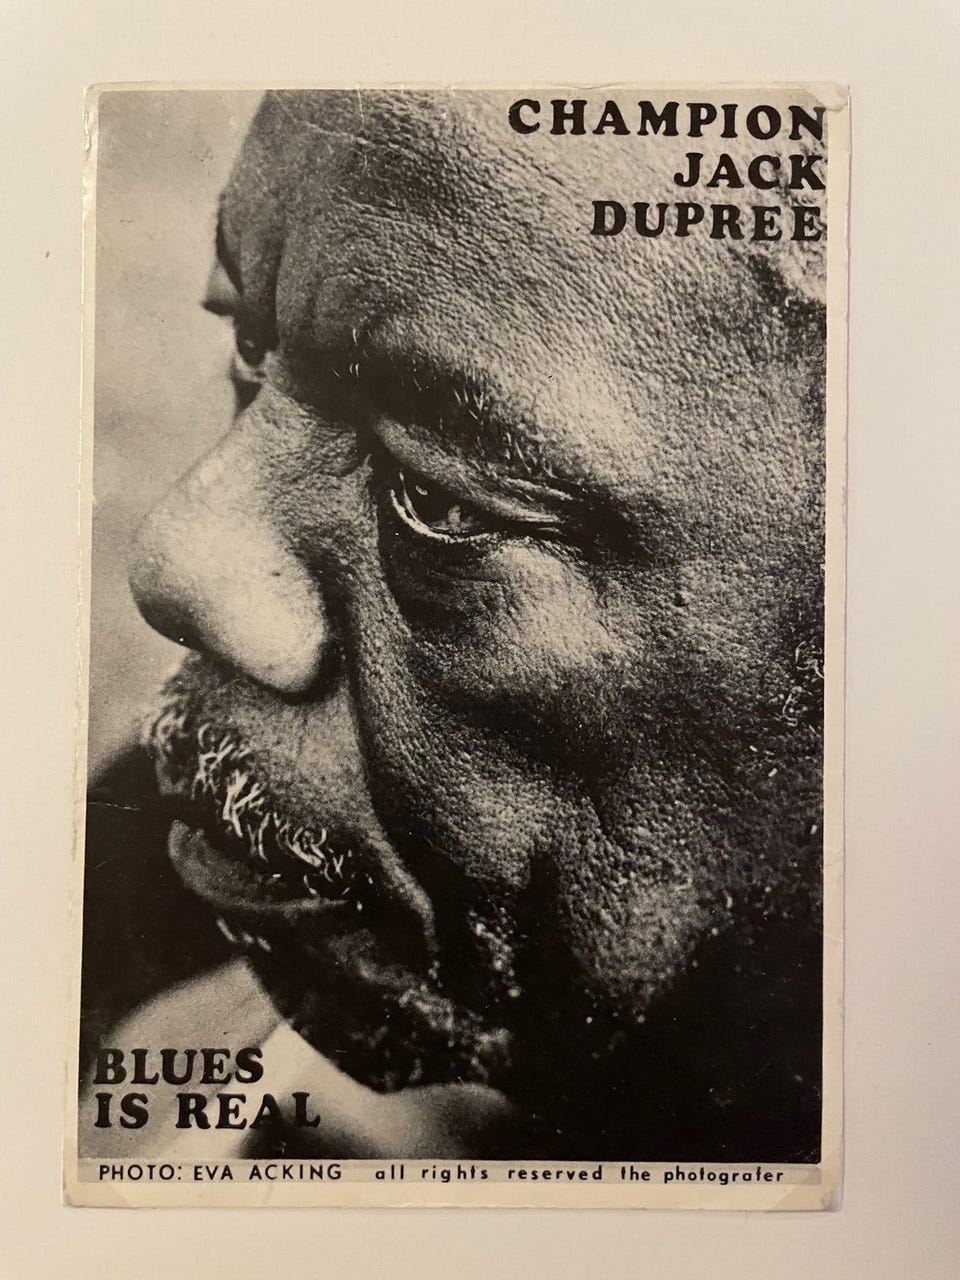 CHAMPION
JACK
DUPREE
BLUES
IS REAL
PHOTO: EVA ACKING all rights reserved the photografer